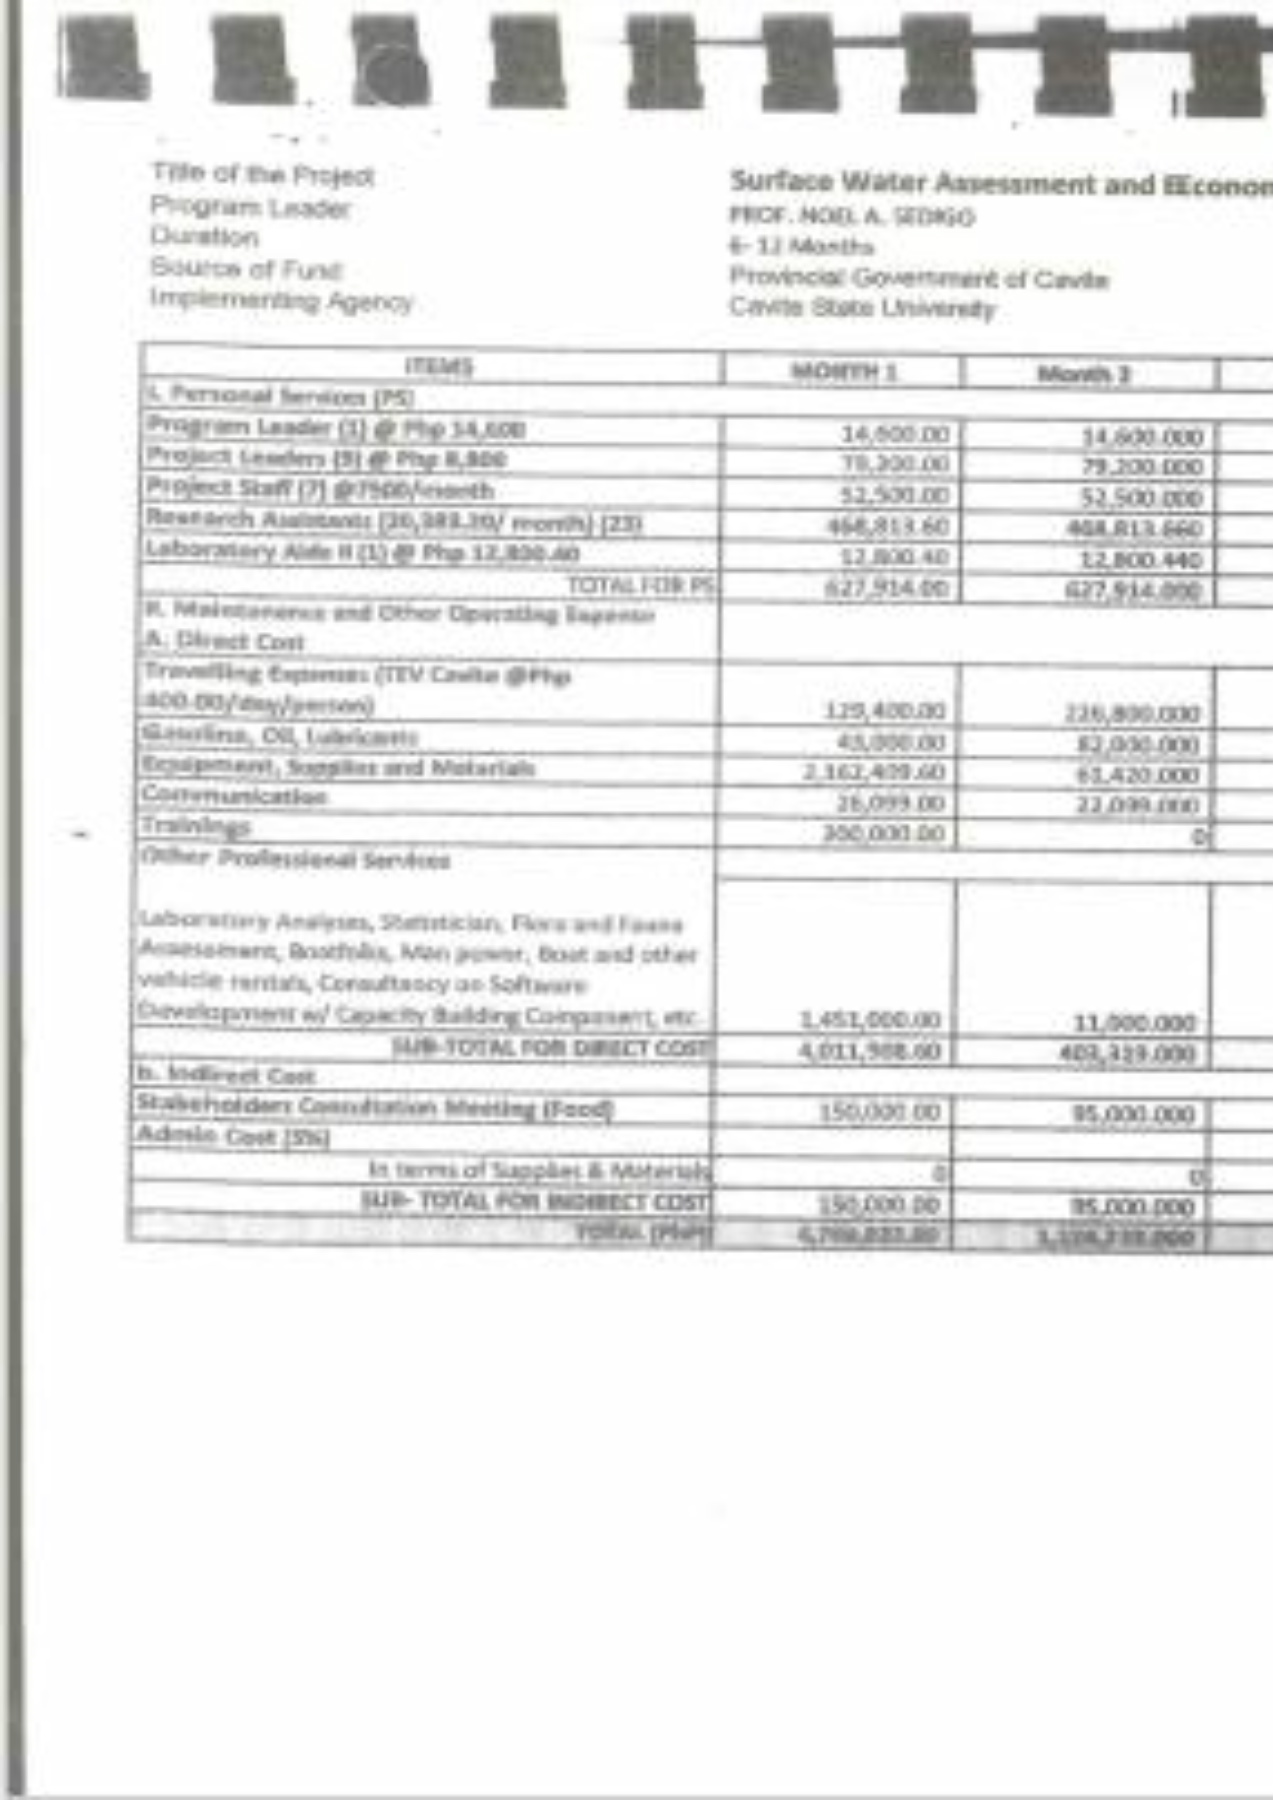 Title of the Project Surface Water Assessment and EEconom
Program Leader PROF. NOEL A. SEDIGO
Duration 6- 12 Months
Source of Fund Provincial Government of Cavite
Implementing Agency Cavite State University
ITEMS MONTH 1 Month 2
I. Personal Services (PS)
Program Leader (1) @ Php 14,600 14,600.00 14,600.000
Project Leaders (9) @ Php 8,800 79,200.00 79,200.000
Project Staff (7) @7500/month 52,500.00 52,500.000
Research Assistants (20,383.20/ month) (23) 468,813.60 468,813.660
Laboratory Aide II (1) @ Php 12,800.40 12,800.40 12,800.440
TOTAL FOR PS 627,914.00 627,914.000
II. Maintenance and Other Operating Expense
A. Direct Cost
Travelling Expenses (TEV Cavite @Php
400.00/day/person) 129,400.00 226,800.000
Gasoline, Oil, Lubricants 43,000.00 82,000.000
Equipment, Supplies and Materials 2,162,409.60 61,420.000
Communication 26,099.00 22,099.000
Trainings 200,000.00 0
Other Professional Services
Laboratory Analyses, Statistician, Flora and Fauna
Assessment, Boatfolks, Man power, Boat and other
vehicle rentals, Consultancy on Software
Development w/ Capacity Building Component, etc. 1,451,000.00 11,000.000
SUB-TOTAL FOR DIRECT COST 4,011,908.60 403,319.000
b. Indirect Cost
Stakeholders Consultation Meeting (Food) 150,000.00 95,000.000
Admin Cost (5%)
In terms of Supplies & Materials 0 0
SUB- TOTAL FOR INDIRECT COST 150,000.00 95,000.000
TOTAL (PhP)